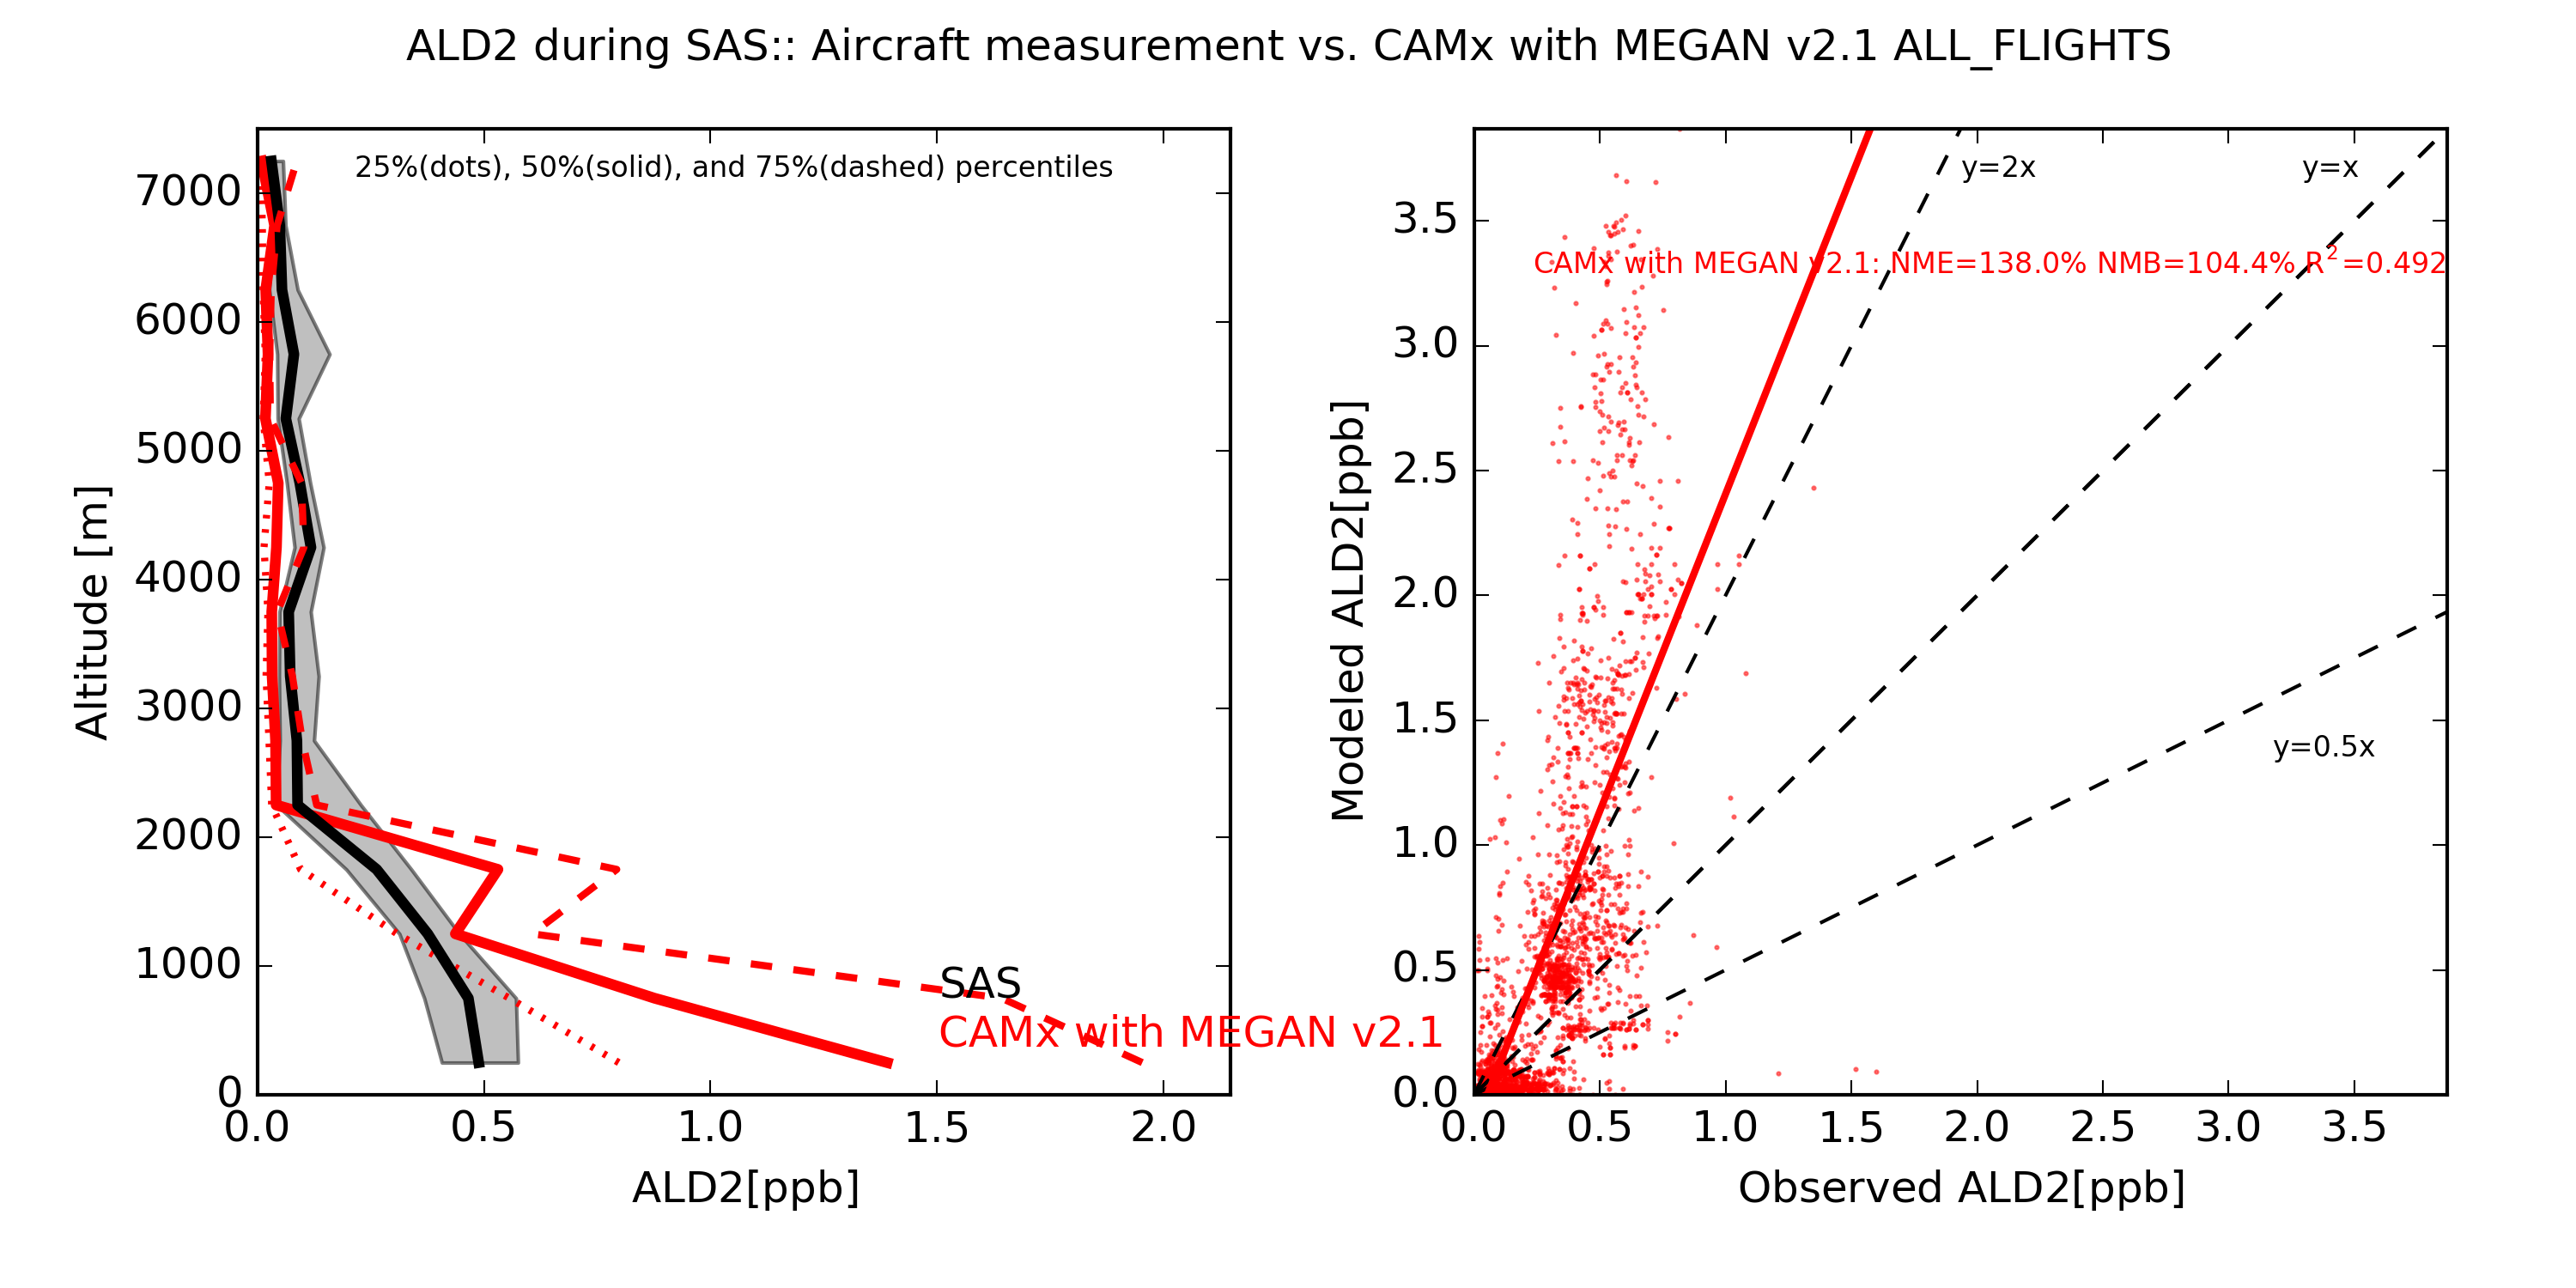 ALD2 during SAS:: Aircraft measurement vs. CAMx with MEGAN v2.1 ALL_FLIGHTS
25%(dots), 50%(solid), and 75%(dashed) percentiles
7000
6000
5000
4000
3000
2000
1000
0
Altitude [m]
SAS
CAMx with MEGAN v2.1
0.0 0.5 1.0 1.5 2.0
ALD2[ppb]
y=2x
y=x
CAMx with MEGAN v2.1: NME=138.0% NMB=104.4% R²=0.492
y=0.5x
3.5
3.0
2.5
2.0
1.5
1.0
0.5
0.0
Modeled ALD2[ppb]
0.0 0.5 1.0 1.5 2.0 2.5 3.0 3.5
Observed ALD2[ppb]